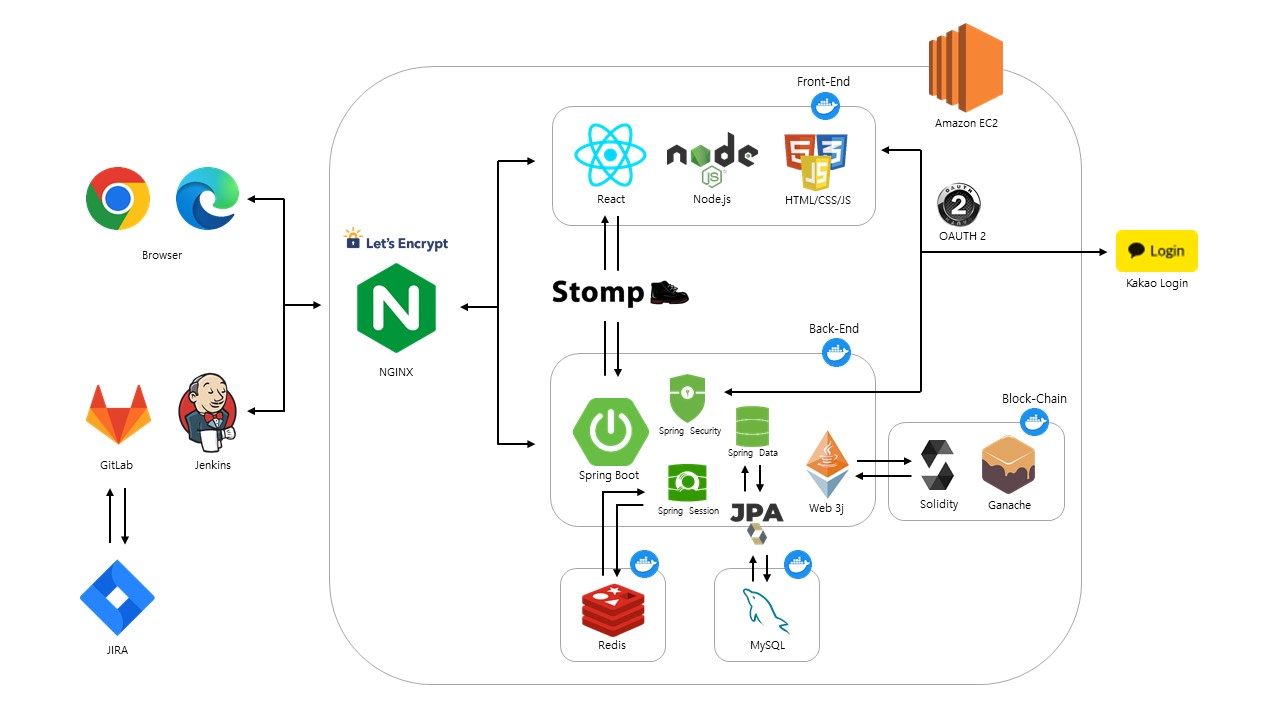 Front-End
Amazon EC2
React
node
JS
Node.js
5 3
JS
HTML/CSS/JS
OAUTH
2
OAUTH 2
Login
Kakao Login
Browser
Let's Encrypt
N
NGINX
Stomp
Back-End
Spring Boot
Spring Security
Spring Data
Spring Session
JPA
Web 3j
Block-Chain
Solidity
Ganache
GitLab
Jenkins
JIRA
Redis
MySQL